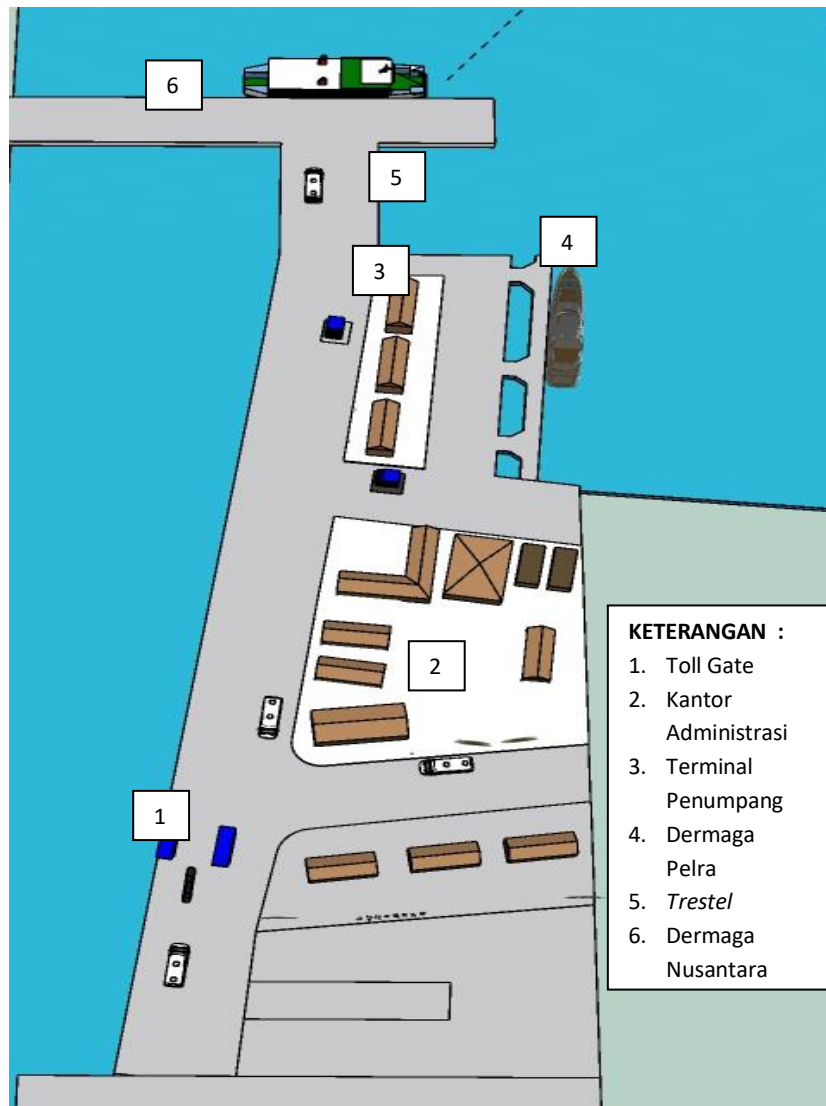 6
5
4
3
2
1
KETERANGAN :
1. Toll Gate
2. Kantor
Administrasi
3. Terminal
Penumpang
4. Dermaga
Pelra
5. Trestel
6. Dermaga
Nusantara